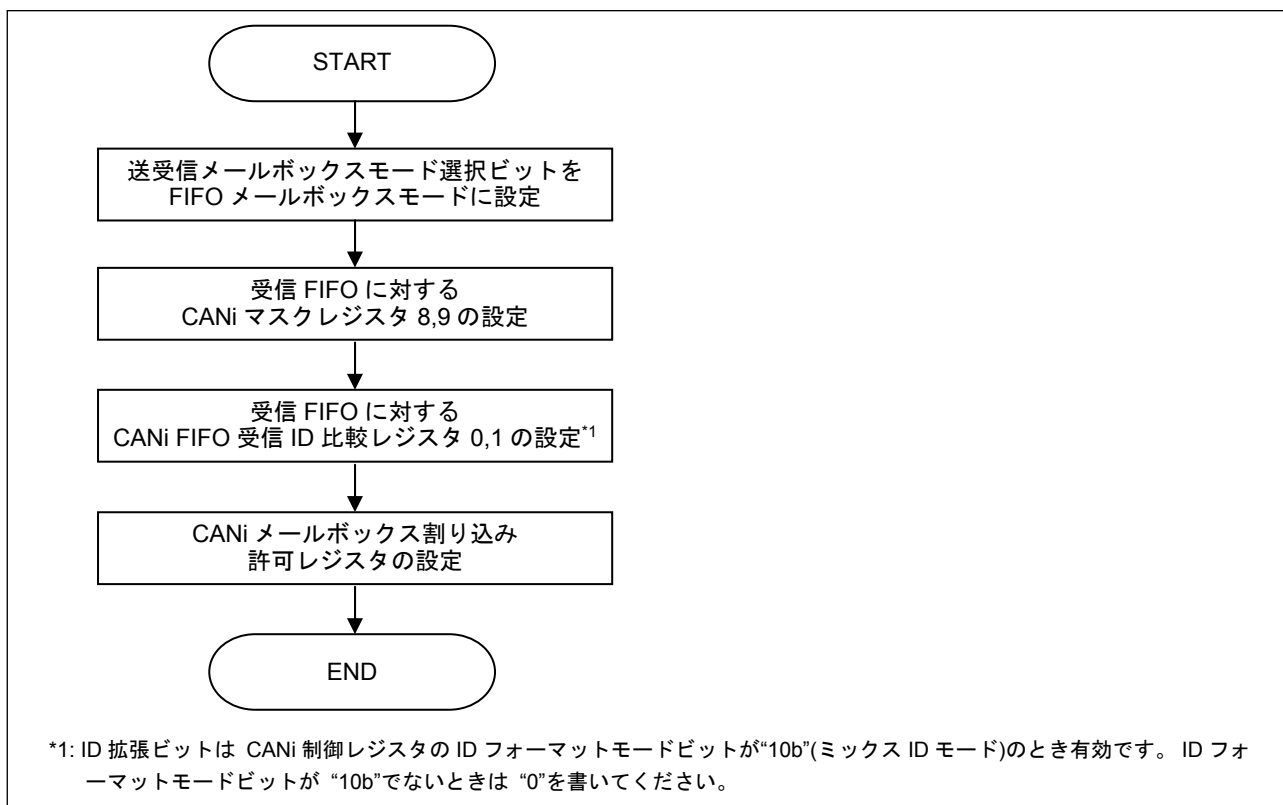 START
送受信メールボックスモード選択ビットを
FIFO メールボックスモードに設定
受信 FIFO に対する
CANi マスクレジスタ 8,9 の設定
受信 FIFO に対する
CANi FIFO 受信 ID 比較レジスタ 0,1 の設定*1
CANi メールボックス割り込み
許可レジスタの設定
END
*1: ID 拡張ビットは CANi 制御レジスタの ID フォーマットモードビットが“10b”(ミックス ID モード)のとき有効です。 ID フォ
ーマットモードビットが “10b”でないときは “0”を書いてください。